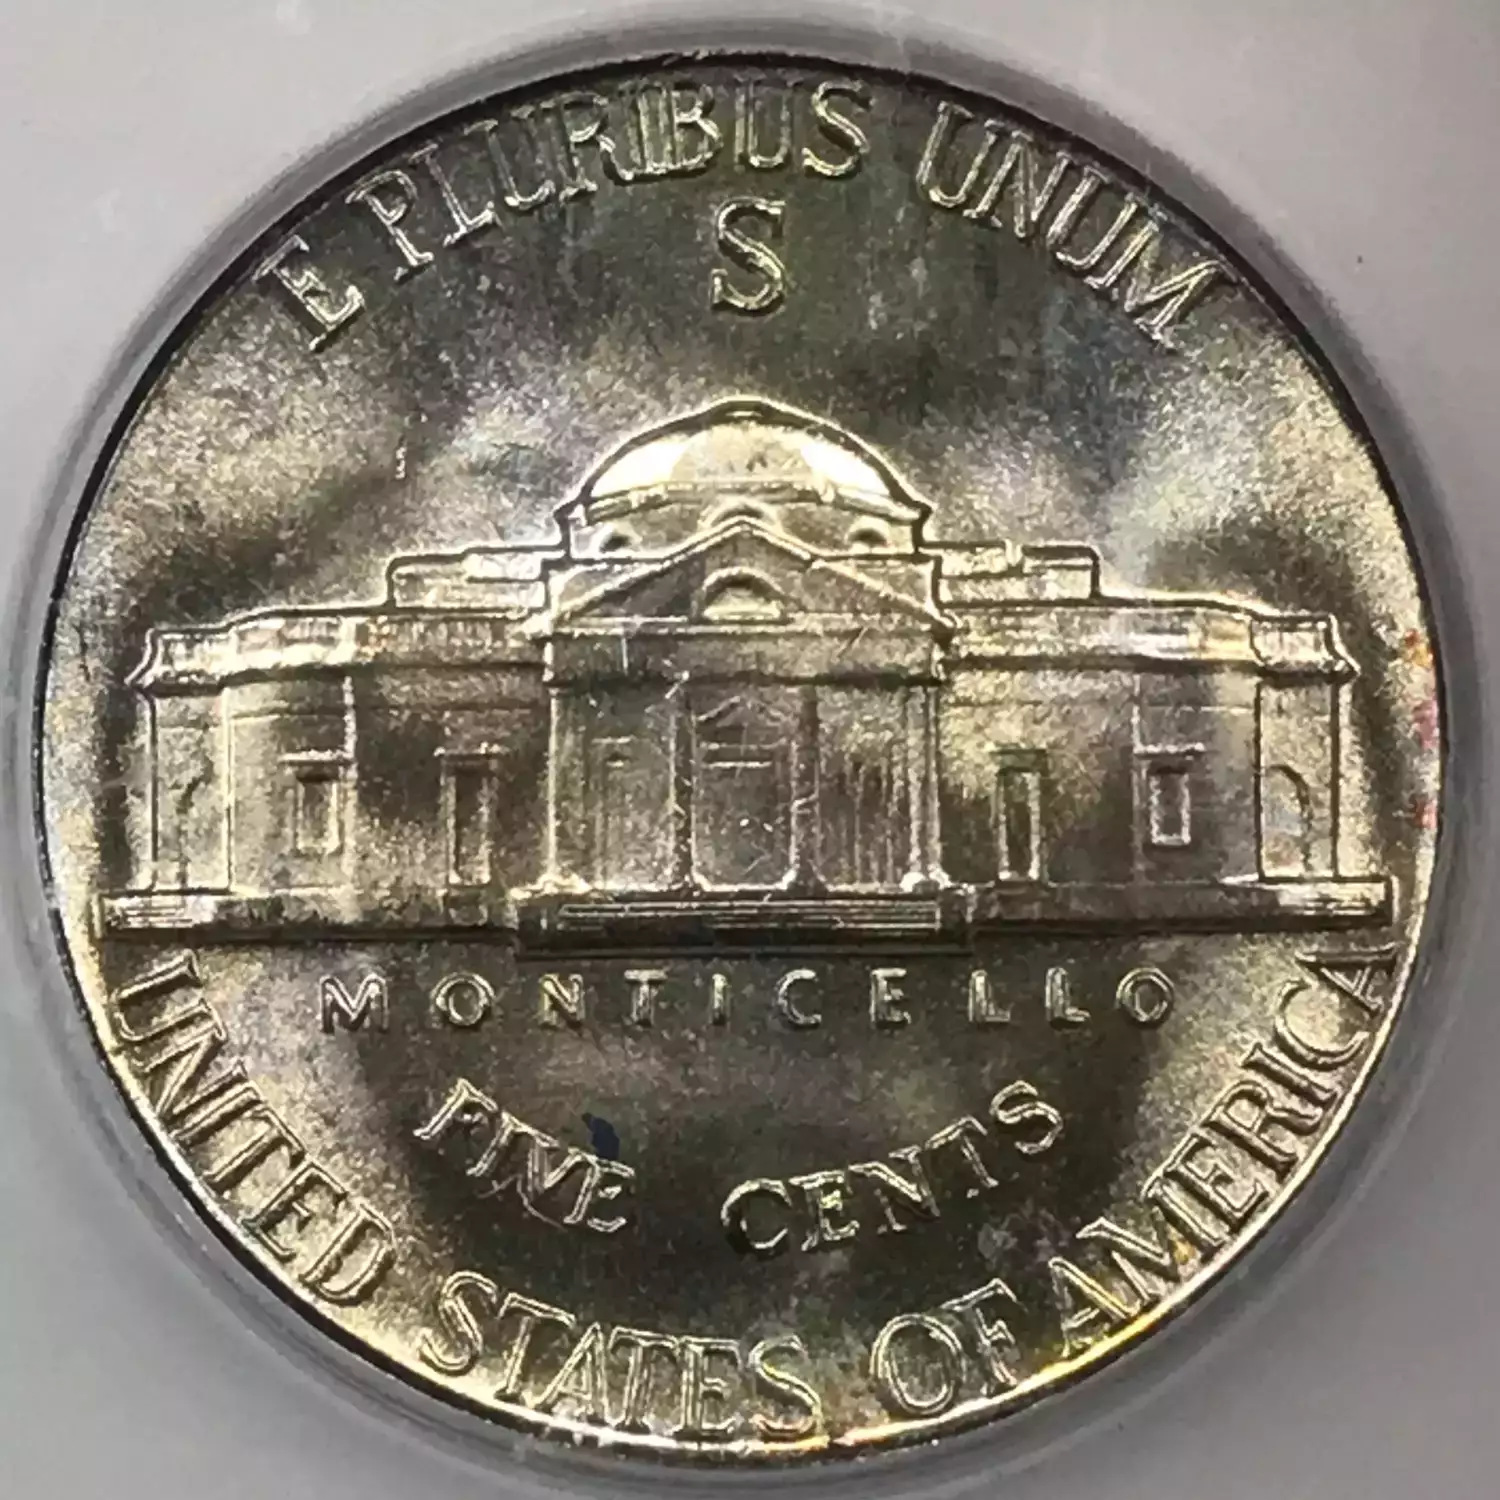 E PLURIBUS UNUM
S
MONTICELLO
FIVE CENTS
UNITED STATES OF AMERICA